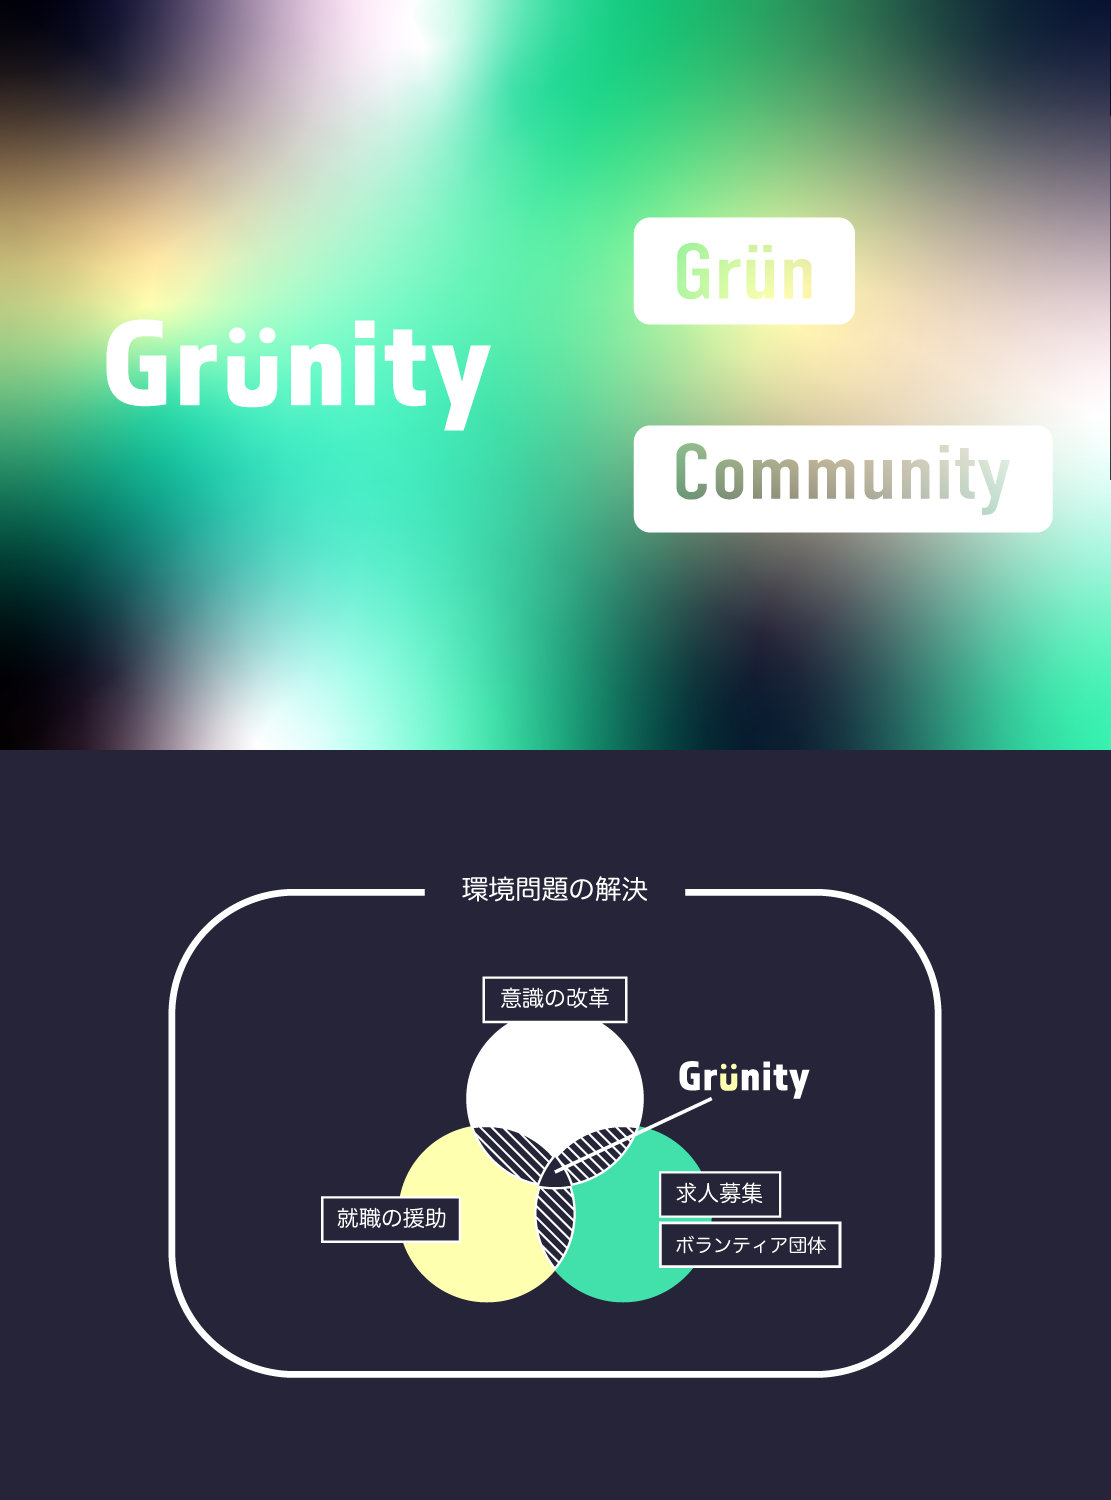 Grünity
Grün
Community
環境問題の解決
意識の改革
Grünity
就職の援助
求人募集
ボランティア団体